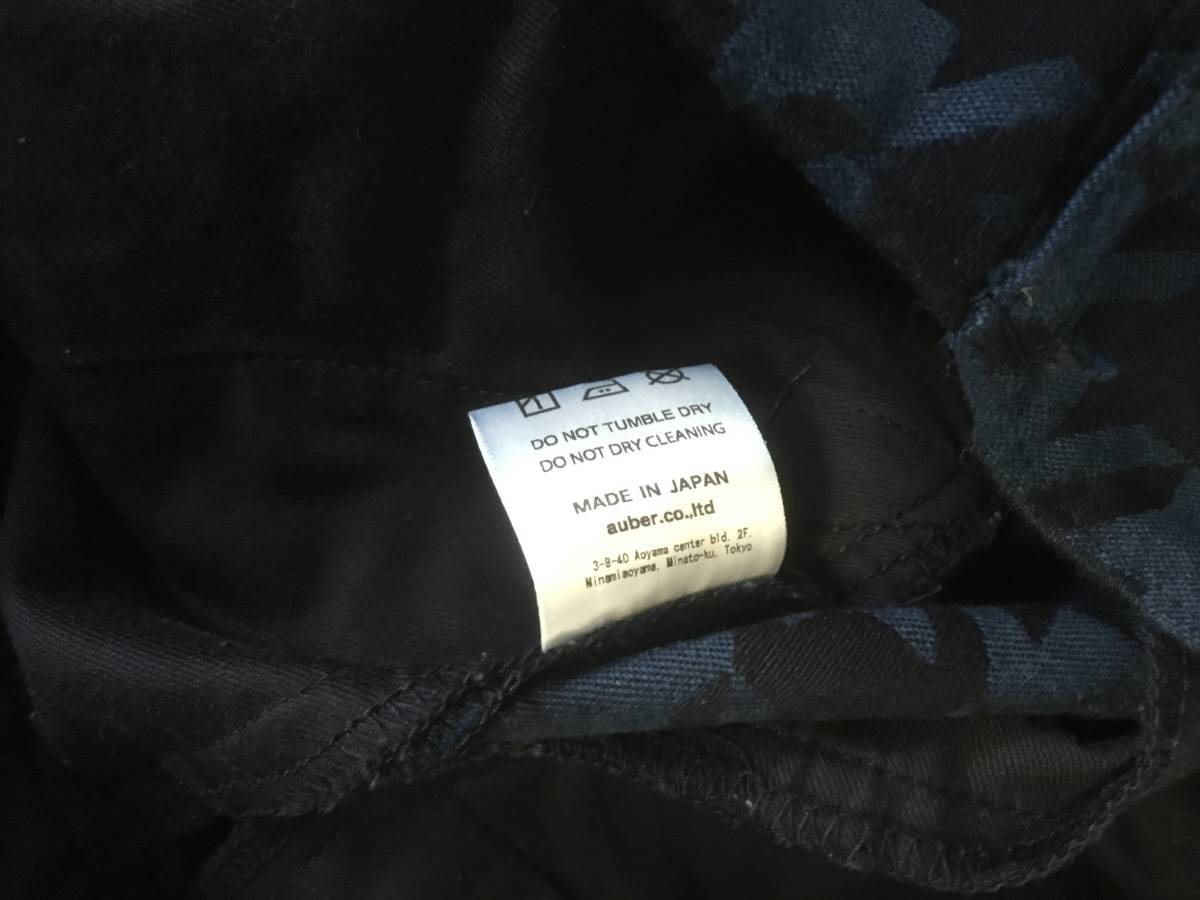 DO NOT TUMBLE DRY
DO NOT DRY CLEANING
MADE IN JAPAN
auber.co.,ltd
3-8-40 Aoyama center bld. 2F.
Minamiaoyama, Minato-ku, Tokyo